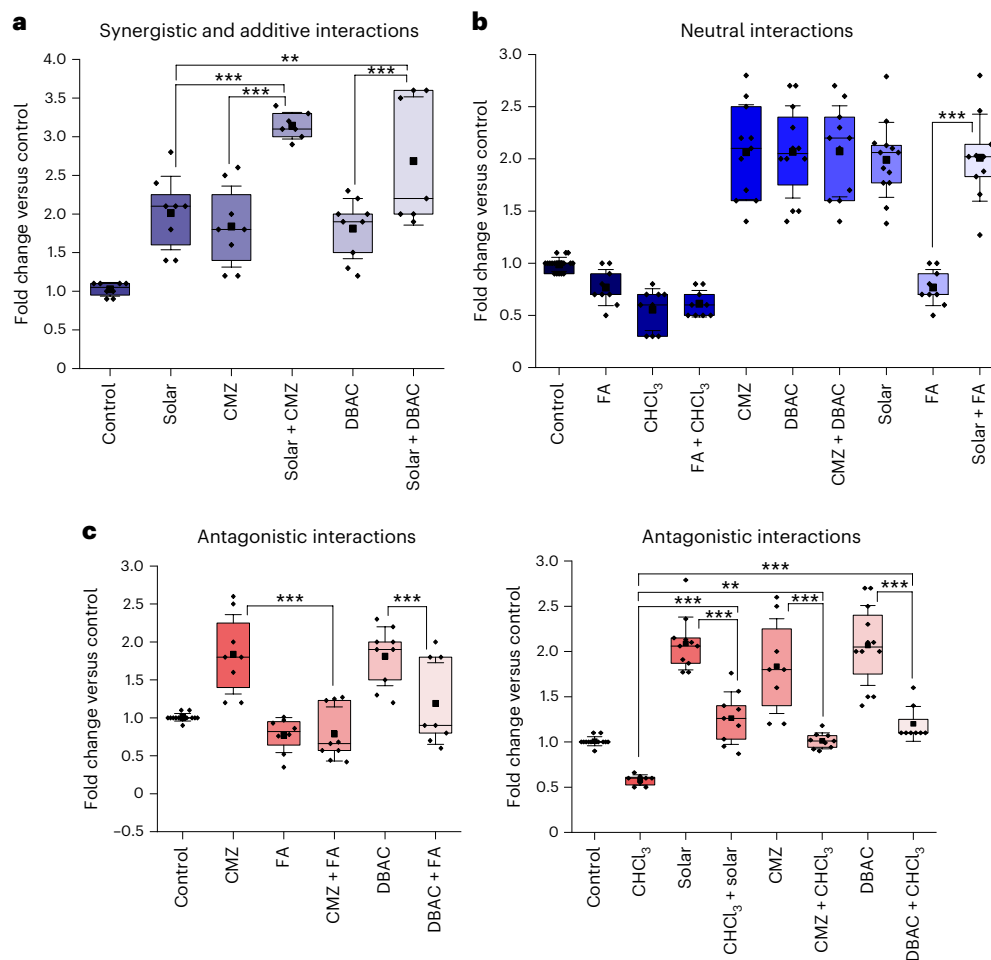 a
Synergistic and additive interactions
Fold change versus control
4.0
3.5
3.0
2.5
2.0
1.5
1.0
0.5
0
**
***
***
***
Control
Solar
CMZ
Solar + CMZ
DBAC
Solar + DBAC
b
Neutral interactions
Fold change versus control
3.0
2.5
2.0
1.5
1.0
0.5
0
***
Control
FA
CHCl₃
FA + CHCl₃
CMZ
DBAC
CMZ + DBAC
Solar
FA
Solar + FA
c
Antagonistic interactions
Fold change versus control
3.0
2.5
2.0
1.5
1.0
0.5
0
–0.5
***
***
Control
CMZ
FA
CMZ + FA
DBAC
DBAC + FA
Antagonistic interactions
Fold change versus control
3.0
2.5
2.0
1.5
1.0
0.5
0
***
**
***
***
***
***
Control
CHCl₃
Solar
CHCl₃ + solar
CMZ
CMZ + CHCl₃
DBAC
DBAC + CHCl₃